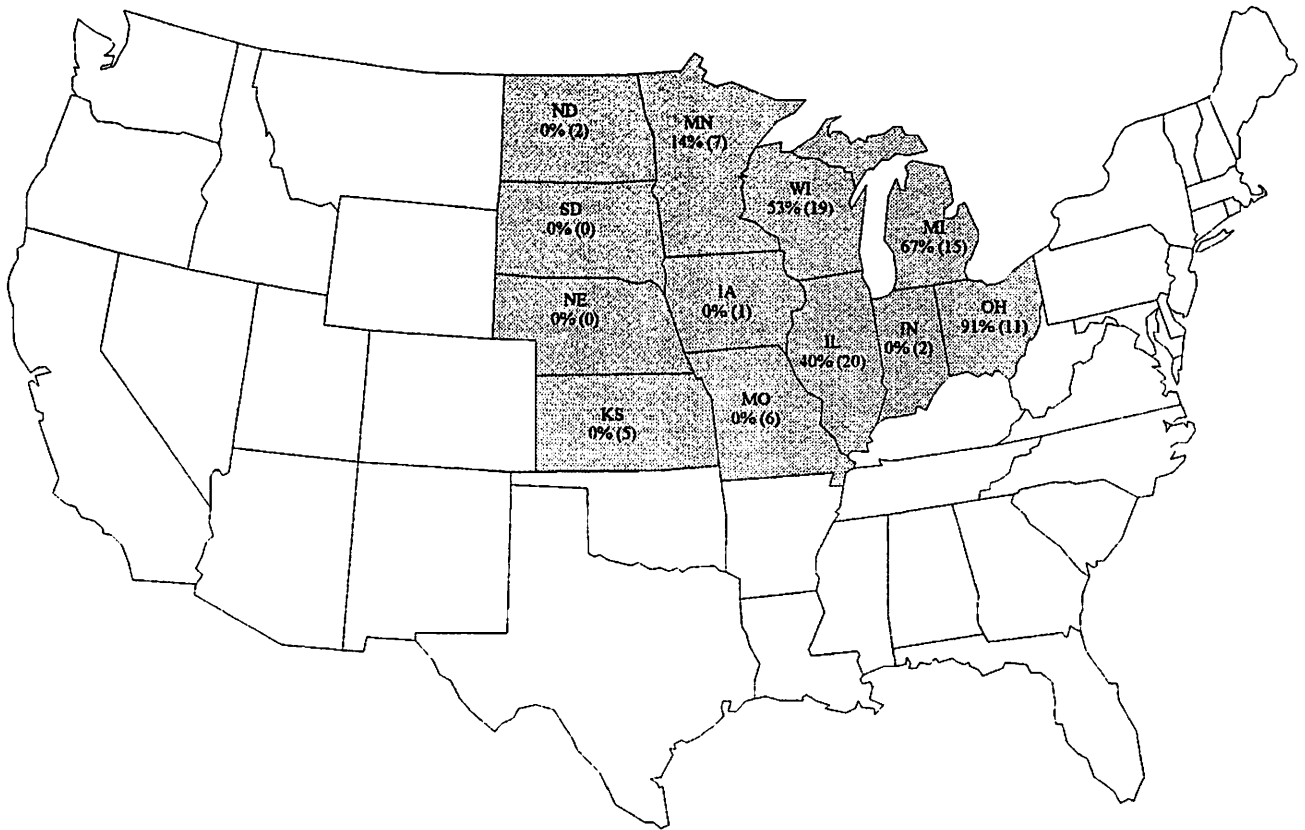 ND
0% (2)
MN
14% (7)
WI
53% (19)
SD
0% (0)
MI
67% (15)
IA
0% (1)
NE
0% (0)
OH
91% (11)
IN
0% (2)
IL
40% (20)
MO
0% (6)
KS
0% (5)